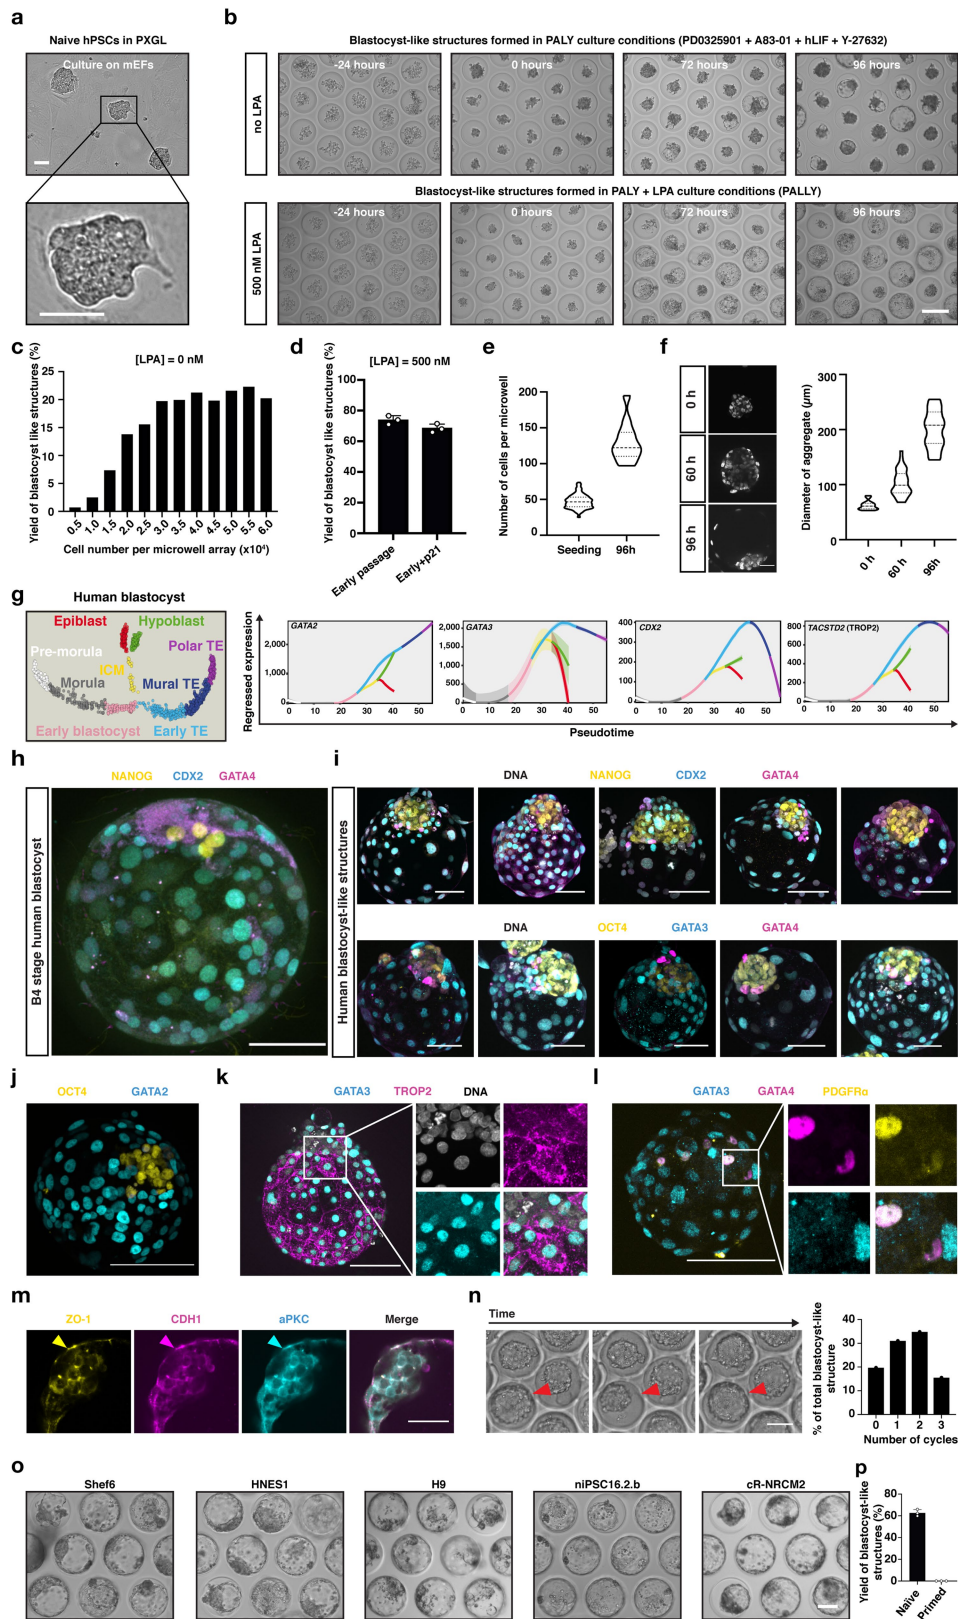 a
Naive hPSCs in PXGL
Culture on mEFs
b
Blastocyst-like structures formed in PALY culture conditions (PD0325901 + A83-01 + hLIF + Y-27632)
no LPA
-24 hours
0 hours
72 hours
96 hours
Blastocyst-like structures formed in PALY + LPA culture conditions (PALLY)
500 nM LPA
-24 hours
0 hours
72 hours
96 hours
c
[LPA] = 0 nM
Yield of blastocyst like structures (%)
25
20
15
10
5
0
0.5
1.0
1.5
2.0
2.5
3.0
3.5
4.0
4.5
5.0
5.5
6.0
Cell number per microwell array (x10⁴)
d
[LPA] = 500 nM
Yield of blastocyst like structures (%)
100
80
60
40
20
0
Early passage
Early+p21
e
Number of cells per microwell
200
150
100
50
0
Seeding
96h
f
0 h
60 h
96 h
Diameter of aggregate (µm)
300
200
100
0
0 h
60 h
96h
g
Human blastocyst
Epiblast
Hypoblast
Polar TE
Pre-morula
ICM
Morula
Mural TE
Early blastocyst
Early TE
Regressed expression
GATA2
2,000
1,000
0
0 10 20 30 40 50
GATA3
2,000
1,500
1,000
500
0
0 10 20 30 40 50
CDX2
400
300
200
100
0
0 10 20 30 40 50
TACSTD2 (TROP2)
800
600
400
200
0
0 10 20 30 40 50
Pseudotime
h
NANOG CDX2 GATA4
B4 stage human blastocyst
i
DNA NANOG CDX2 GATA4
Human blastocyst-like structures
DNA OCT4 GATA3 GATA4
j
OCT4 GATA2
k
GATA3 TROP2 DNA
l
GATA3 GATA4 PDGFRα
m
ZO-1
CDH1
aPKC
Merge
n
Time
% of total blastocyst-like structure
40
30
20
10
0
0 1 2 3
Number of cycles
o
Shef6
HNES1
H9
niPSC16.2.b
cR-NRCM2
p
Yield of blastocyst-like structures (%)
80
60
40
20
0
Naïve
Primed